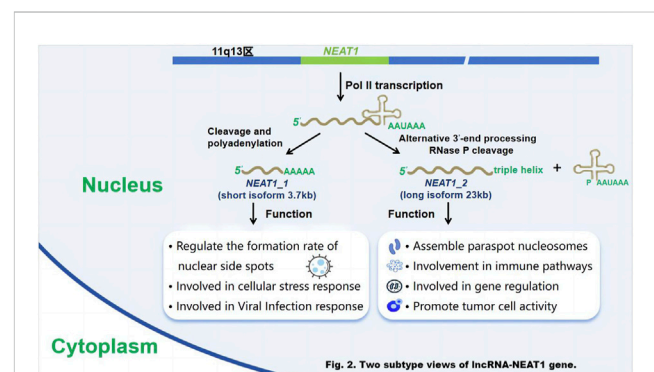 11q13区 NEAT1
Pol II transcription
5′ AAUAAA
Cleavage and
polyadenylation
Alternative 3′-end processing
RNase P cleavage
5′ AAAAA
5′ triple helix + P AAUAAA
NEAT1_1
(short isoform 3.7kb)
NEAT1_2
(long isoform 23kb)
Nucleus
Function
Function
• Regulate the formation rate of
nuclear side spots
• Involved in cellular stress response
• Involved in Viral Infection response
• Assemble paraspot nucleosomes
• Involvement in immune pathways
• Involved in gene regulation
• Promote tumor cell activity
Cytoplasm
Fig. 2. Two subtype views of lncRNA-NEAT1 gene.